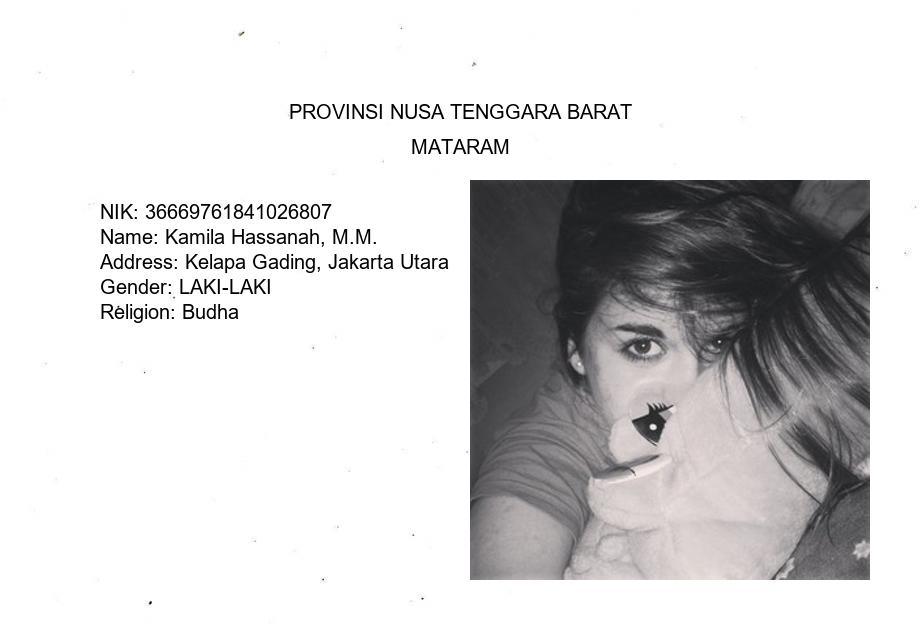 PROVINSI NUSA TENGGARA BARAT
MATARAM
NIK: 36669761841026807
Name: Kamila Hassanah, M.M.
Address: Kelapa Gading, Jakarta Utara
Gender: LAKI-LAKI
Religion: Budha